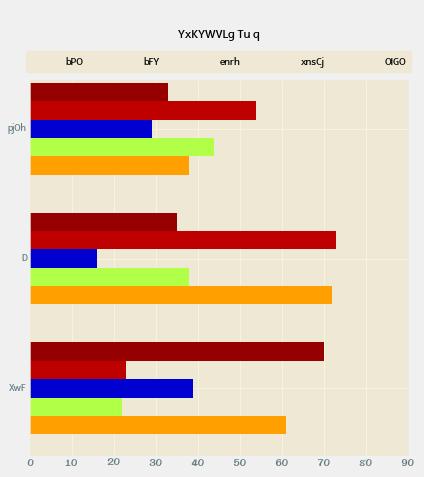 YxKYWVLg Tu q
bPO bFY enrh xnsCj OIGO
pjOh
D
XwF
0 10 20 30 40 50 60 70 80 90